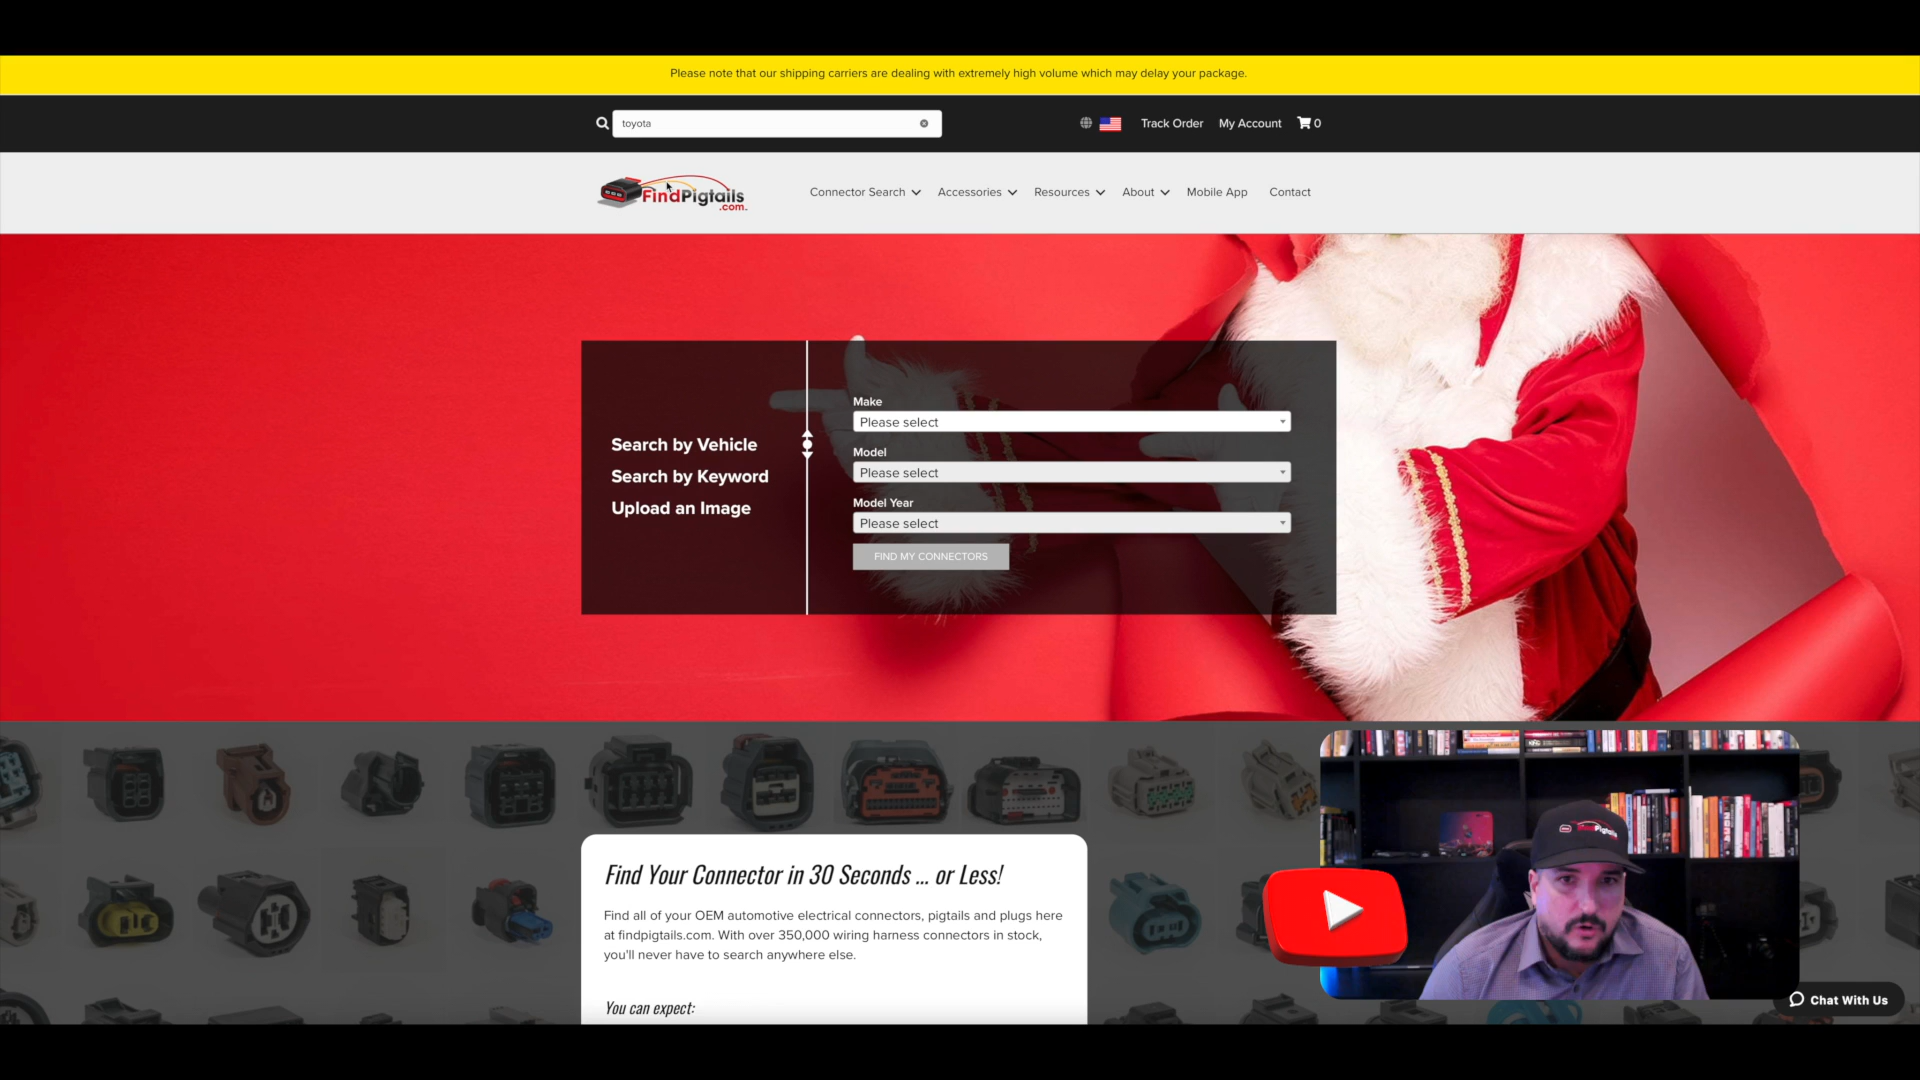 Please note that our shipping carriers are dealing with extremely high volume which may delay your package.
toyota
Track Order
My Account
0
FindPigtails
.com
Connector Search
Accessories
Resources
About
Mobile App
Contact
Search by Vehicle
Search by Keyword
Upload an Image
Make
Please select
Model
Please select
Model Year
Please select
FIND MY CONNECTORS
Find Your Connector in 30 Seconds ... or Less!
Find all of your OEM automotive electrical connectors, pigtails and plugs here
at findpigtails.com. With over 350,000 wiring harness connectors in stock,
you'll never have to search anywhere else.
You can expect:
Chat With Us